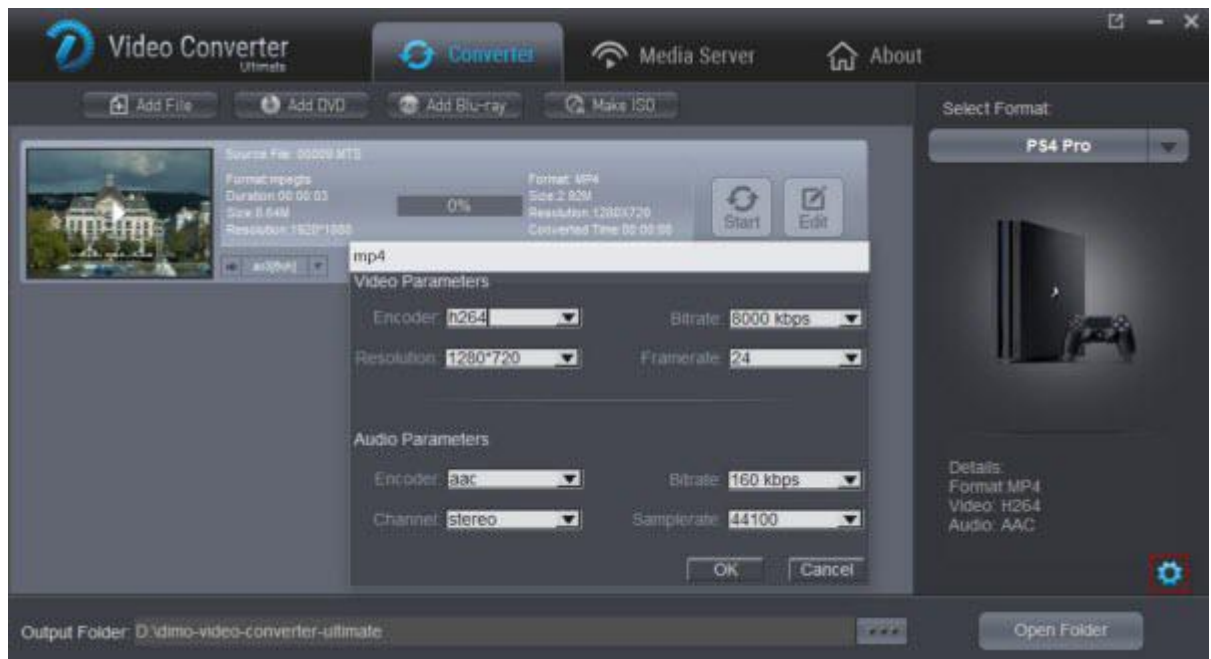 Video Converter
Ultimate
Converter
Media Server
About
Add File
Add DVD
Add Blu-ray
Make ISO
Select Format:
PS4 Pro
Source File: 00009.MTS
Format:mpegts
Duration:00:00:03
Size:8.64M
Resolution:1920*1080
0%
Format: MP4
Size:2.92M
Resolution:1280X720
Converted Time:00:00:00
Start
Edit
mp4
Video Parameters
Encoder: h264
Bitrate: 8000 kbps
Resolution: 1280*720
Framerate: 24
Audio Parameters
Encoder: aac
Bitrate: 160 kbps
Channel: stereo
Samplerate: 44100
OK
Cancel
Details:
Format:MP4
Video: H264
Audio: AAC
Output Folder: D:\dimo-video-converter-ultimate
Open Folder